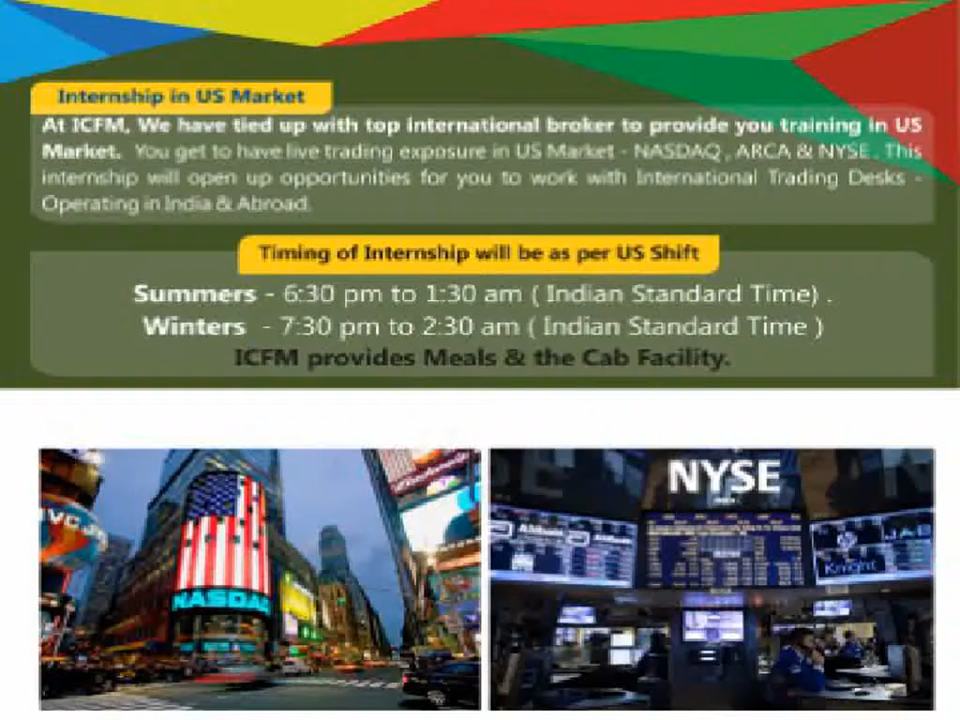 Internship in US Market
At ICFM, We have tied up with top international broker to provide you training in US
Market. You get to have live trading exposure in US Market - NASDAQ , ARCA & NYSE . This
internship will open up opportunities for you to work with International Trading Desks -
Operating in India & Abroad.
Timing of Internship will be as per US Shift
Summers - 6:30 pm to 1:30 am ( Indian Standard Time) .
Winters - 7:30 pm to 2:30 am ( Indian Standard Time )
ICFM provides Meals & the Cab Facility.
NYSE
NASDAQ
Knight